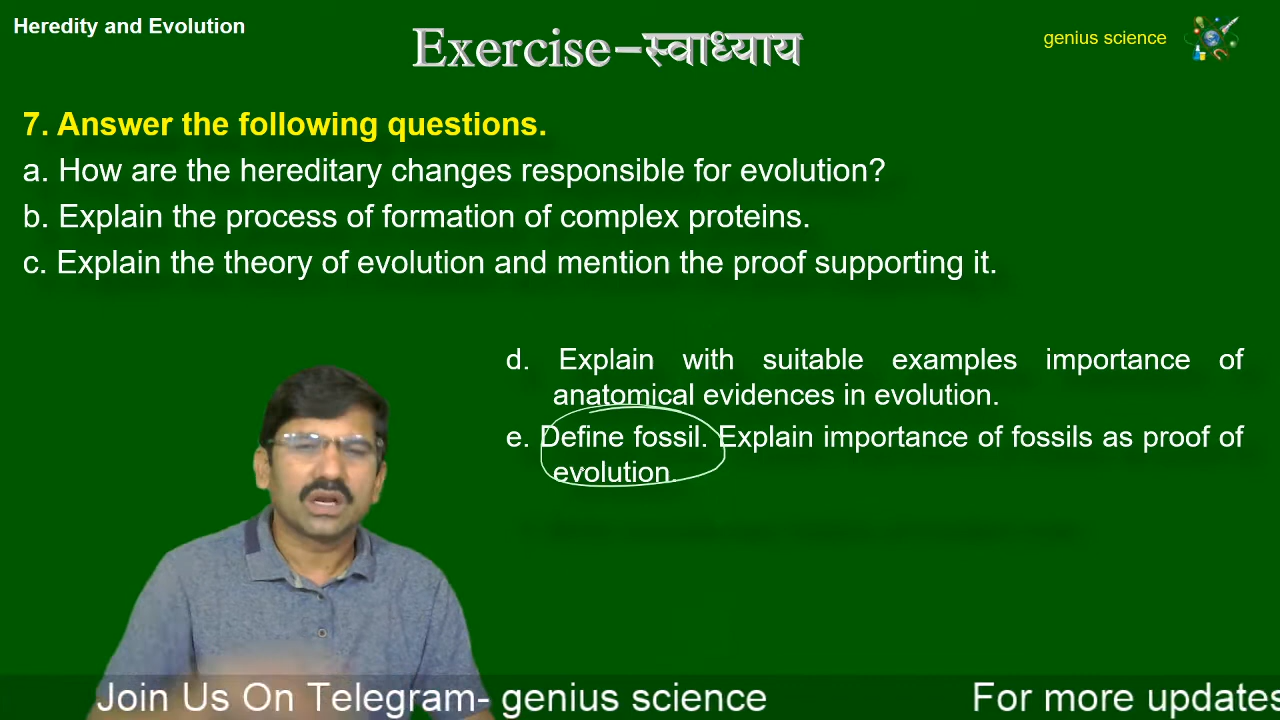 Heredity and Evolution
Exercise-स्वाध्याय
genius science
7. Answer the following questions.
a. How are the hereditary changes responsible for evolution?
b. Explain the process of formation of complex proteins.
c. Explain the theory of evolution and mention the proof supporting it.
d. Explain with suitable examples importance of
anatomical evidences in evolution.
e. Define fossil. Explain importance of fossils as proof of
evolution.
Join Us On Telegram- genius science
For more updates